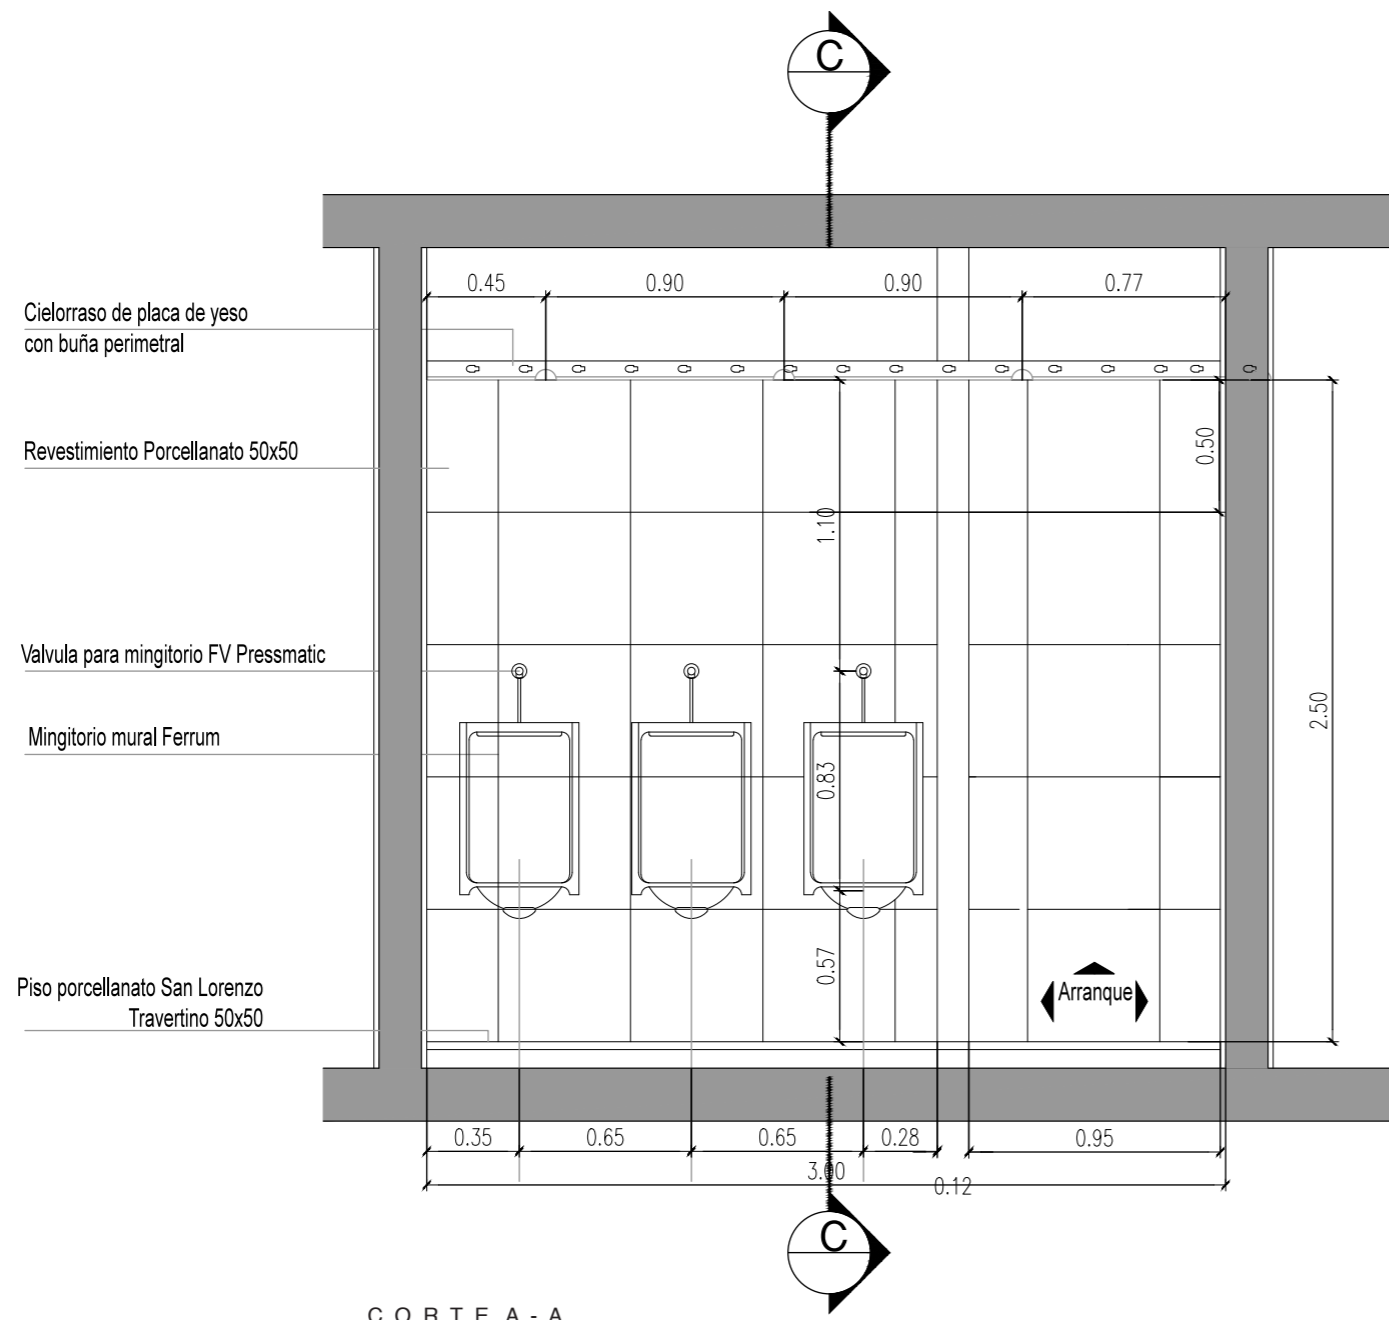 C
0.45
0.90
0.90
0.77
Cielorraso de placa de yeso
con buña perimetral
Revestimiento Porcellanato 50x50
0.50
1.10
Valvula para mingitorio FV Pressmatic
Mingitorio mural Ferrum
2.50
0.83
0.57
Arranque
Piso porcellanato San Lorenzo
Travertino 50x50
0.35
0.65
0.65
0.28
0.95
3.00
0.12
C
CORTE A-A